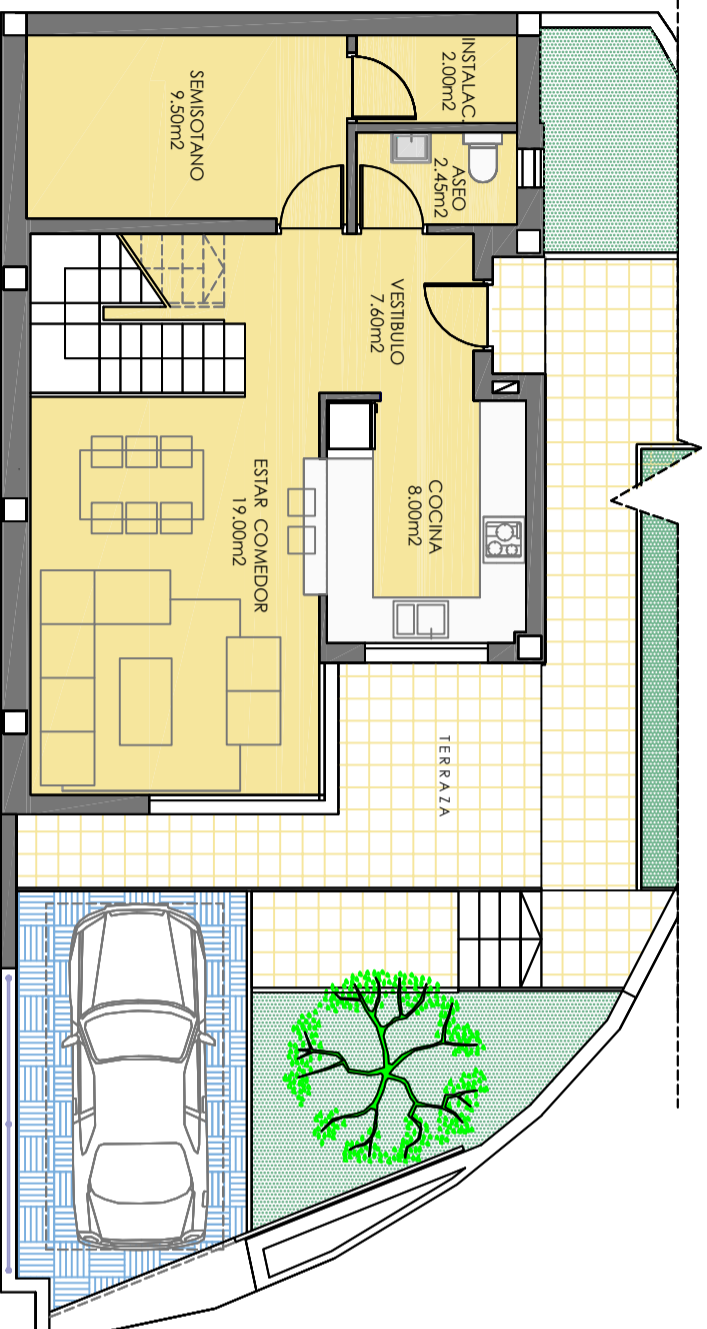 INSTALAC.
2.00m2
SEMISOTANO
9.50m2
ASEO
2.45m2
VESTIBULO
7.60m2
COCINA
8.00m2
ESTAR COMEDOR
19.00m2
TERRAZA